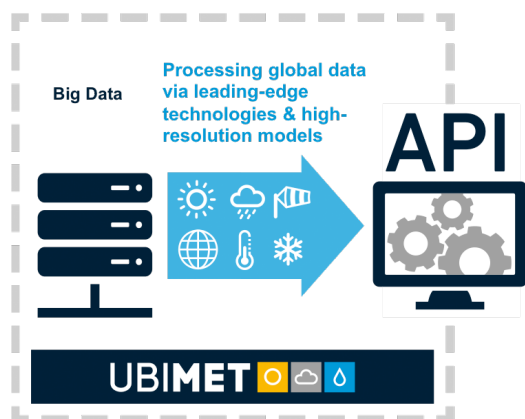 Big Data
Processing global data
via leading-edge
technologies & high-
resolution models
API
UBIMET